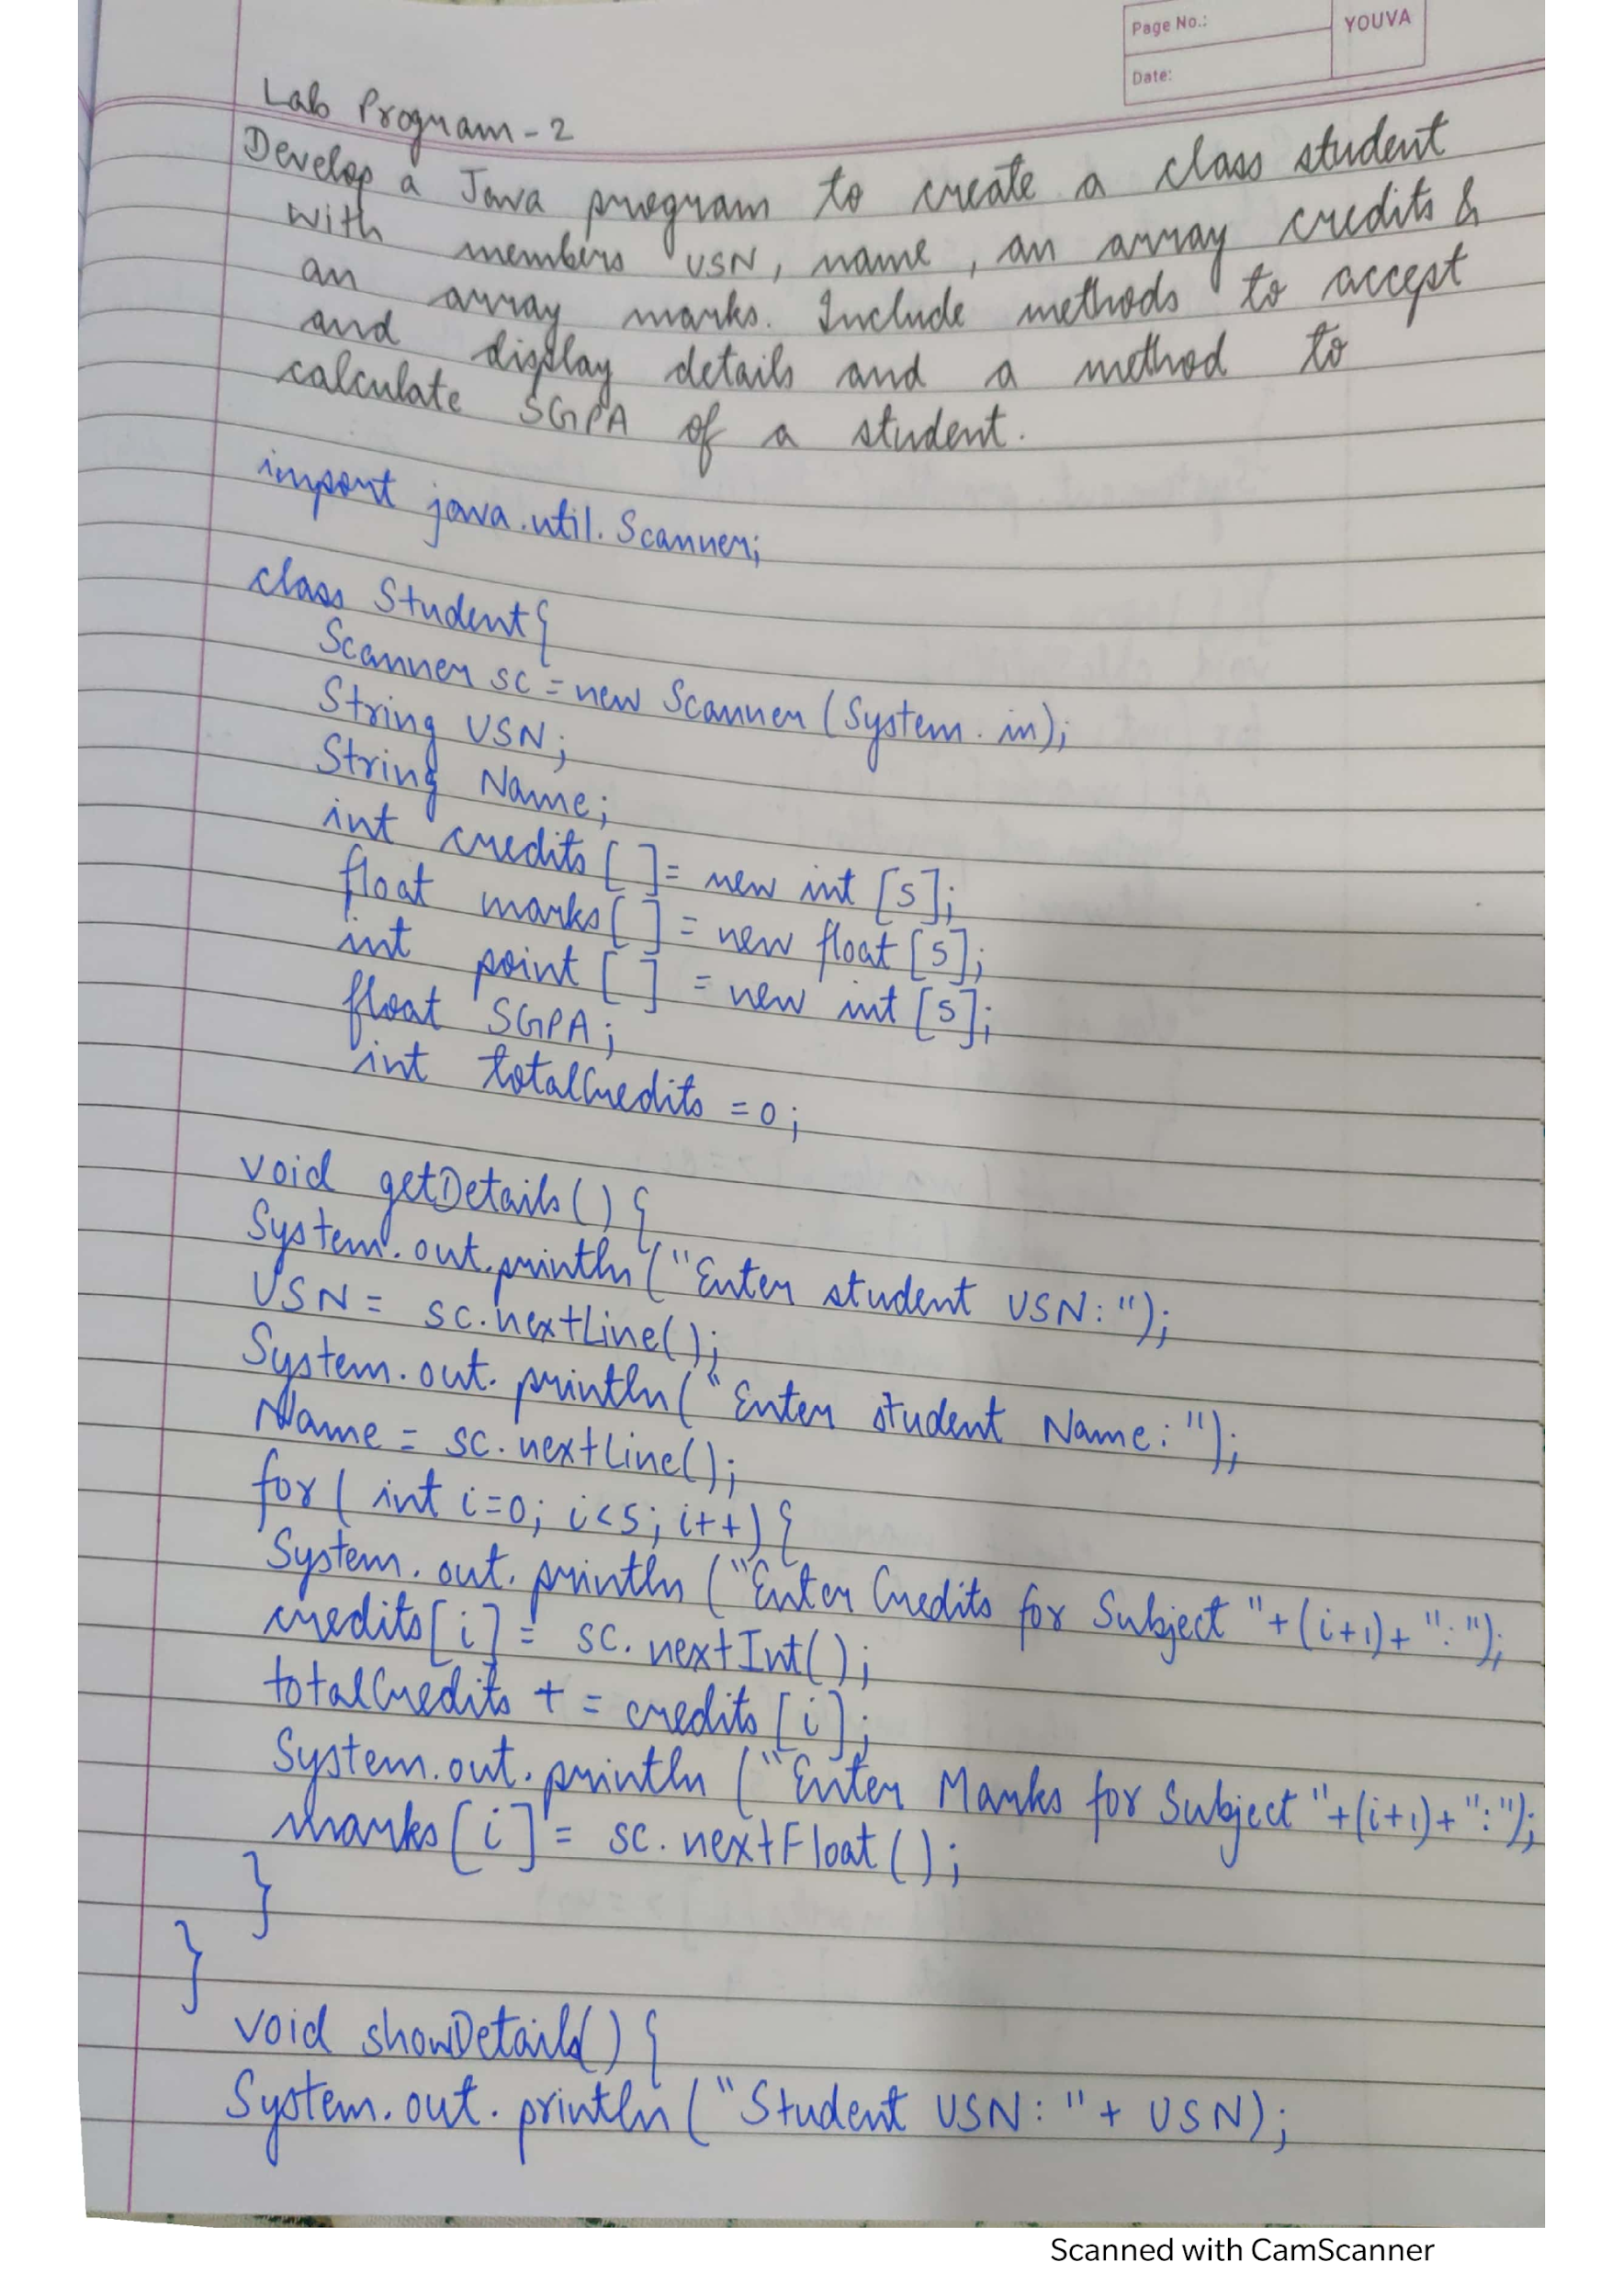 Page No.:
YOUVA
Date:
Lab Program - 2
Develop a Java program to create a class student
with members USN, name, an array credits &
an array marks. Include methods to accept
and display details and a method to
calculate SGPA of a student.
import java.util.Scanner;
class Student{
Scanner sc = new Scanner (System.in);
String USN;
String Name;
int credits [ ] = new int [5];
float marks[ ] = new float [5];
int point [ ] = new int [5];
float SGPA;
int totalCredits = 0;
void getDetails() {
System.out.println("Enter student USN:");
USN = sc.nextLine();
System.out.println("Enter student Name:");
Name = sc.nextLine();
for( int i=0; i<5; i++) {
System.out.println ("Enter Credits for Subject "+(i+1)+ ":");
credits[i] = sc.nextInt();
totalCredits += credits [i];
System.out.println ("Enter Marks for Subject "+(i+1)+":");
marks[i] = sc.nextFloat();
}
}
void showDetails() {
System.out.println ("Student USN: "+ USN);
Scanned with CamScanner